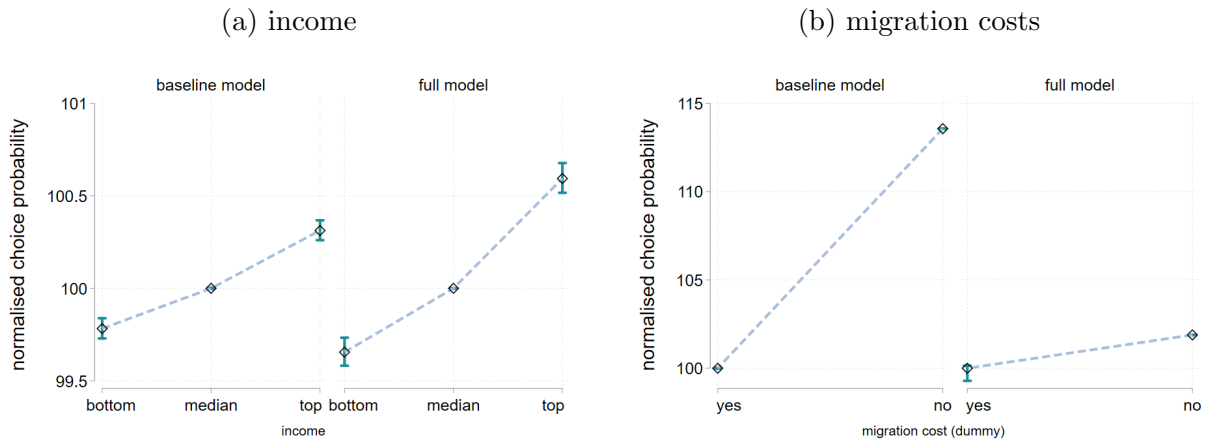 (a) income
baseline model full model
normalised choice probability
101
100.5
100
99.5
bottom median top bottom median top
income
(b) migration costs
baseline model full model
normalised choice probability
115
110
105
100
yes no yes no
migration cost (dummy)